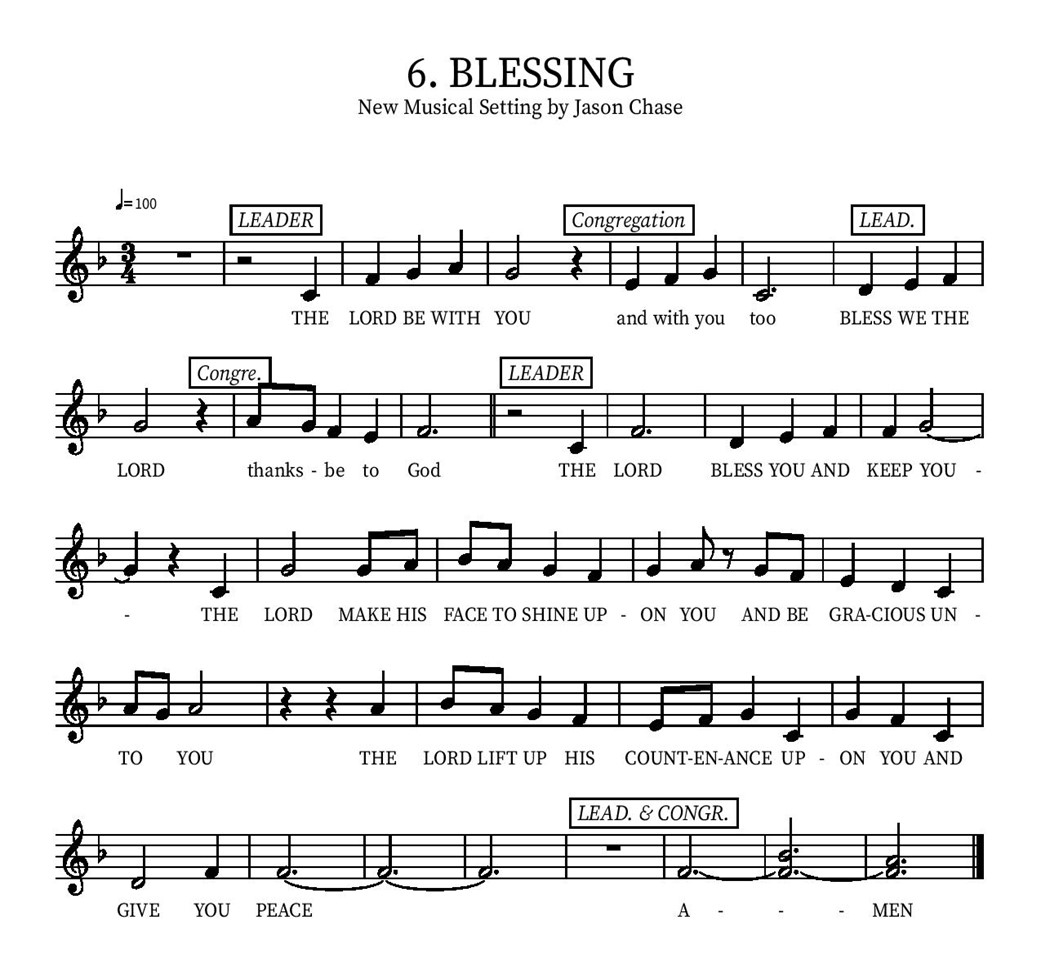 6. BLESSING
New Musical Setting by Jason Chase
= 100
LEADER Congregation LEAD.
3
4
THE LORD BE WITH YOU and with you too BLESS WE THE
Congre. LEADER
LORD thanks - be to God THE LORD BLESS YOU AND KEEP YOU -
- THE LORD MAKE HIS FACE TO SHINE UP - ON YOU AND BE GRA-CIOUS UN -
TO YOU THE LORD LIFT UP HIS COUNT-EN-ANCE UP - ON YOU AND
LEAD. & CONGR.
GIVE YOU PEACE A - - - MEN